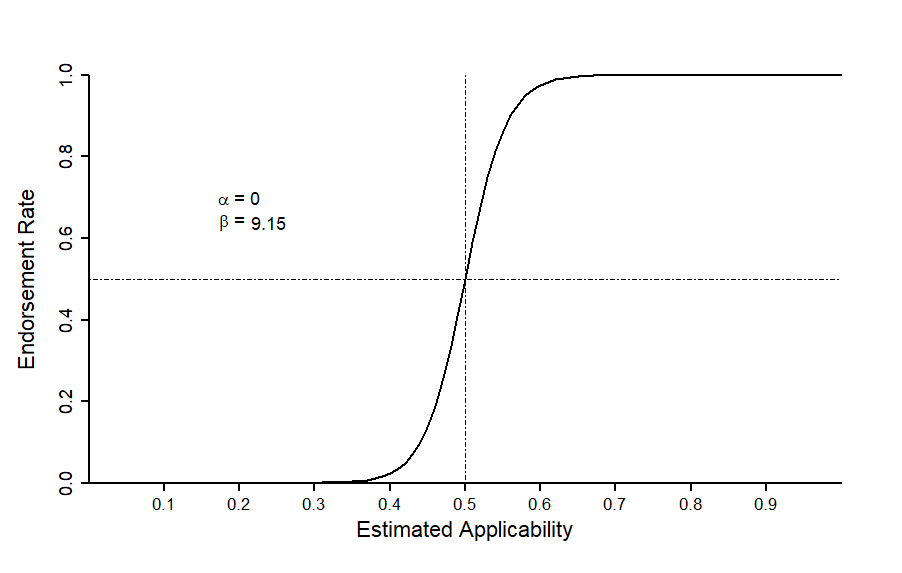 α = 0
β = 9.15
Endorsement Rate
0.0
0.2
0.4
0.6
0.8
1.0
0.1 0.2 0.3 0.4 0.5 0.6 0.7 0.8 0.9
Estimated Applicability